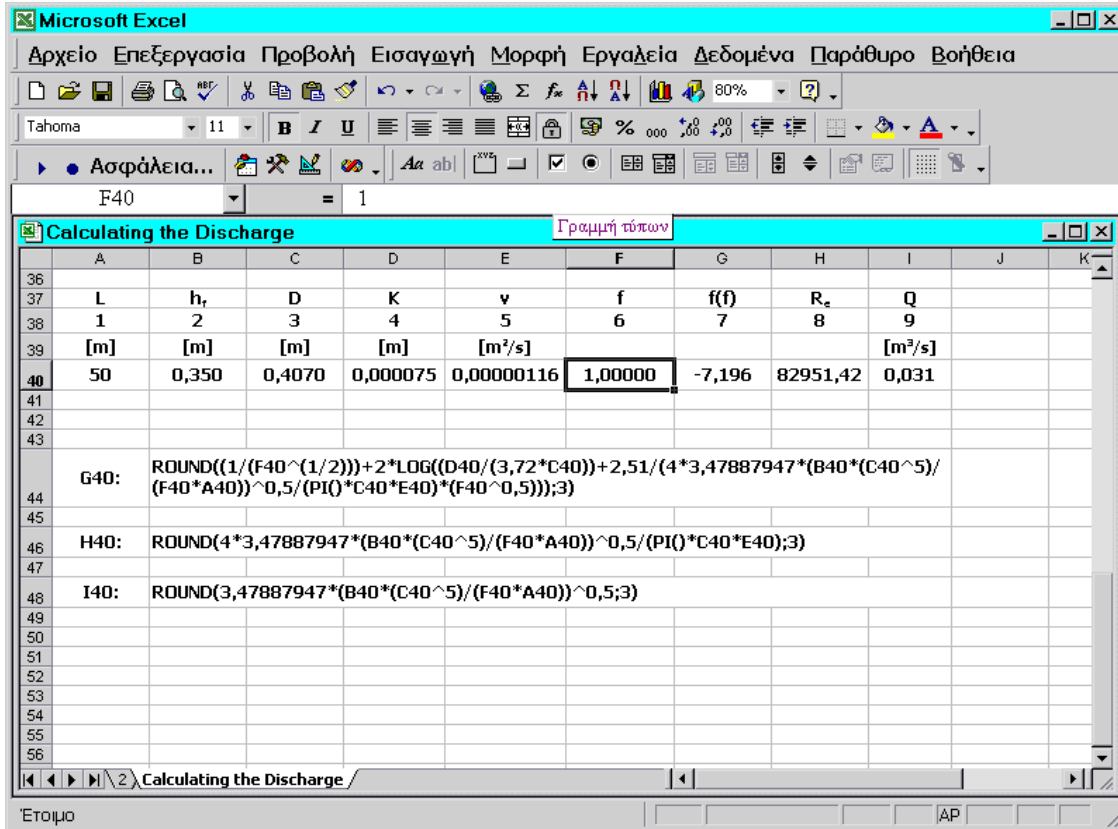 Microsoft Excel
Αρχείο Επεξεργασία Προβολή Εισαγωγή Μορφή Εργαλεία Δεδομένα Παράθυρο Βοήθεια
80%
Tahoma 11 B I U % 000
Ασφάλεια... Aa ab|
F40 = 1
Γραμμή τύπων
Calculating the Discharge
A B C D E F G H I J K
36
37 L h_f D K v f f(f) R_e Q
38 1 2 3 4 5 6 7 8 9
39 [m] [m] [m] [m] [m²/s] [m³/s]
40 50 0,350 0,4070 0,000075 0,00000116 1,00000 -7,196 82951,42 0,031
41
42
43
G40: ROUND((1/(F40^(1/2)))+2*LOG((D40/(3,72*C40))+2,51/(4*3,47887947*(B40*(C40^5)/
44 (F40*A40))^0,5/(PI()*C40*E40)*(F40^0,5)));3)
45
46 H40: ROUND(4*3,47887947*(B40*(C40^5)/(F40*A40))^0,5/(PI()*C40*E40);3)
47
48 I40: ROUND(3,47887947*(B40*(C40^5)/(F40*A40))^0,5;3)
49
50
51
52
53
54
55
56
2 Calculating the Discharge
Έτοιμο AP